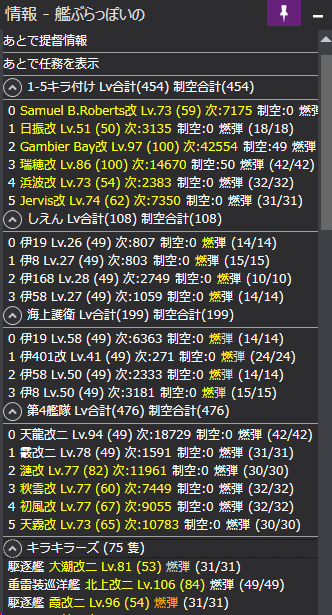 情報 - 艦ぶらっぽいの
あとで提督情報
あとで任務を表示
1-5キラ付け Lv合計(454) 制空合計(454)
0 Samuel B.Roberts改 Lv.73 (59) 次:7175 制空:0 燃弾
1 日振改 Lv.51 (50) 次:3135 制空:0 燃弾 (18/18)
2 Gambier Bay改 Lv.97 (100) 次:42554 制空:49 燃弾
3 瑞穂改 Lv.86 (100) 次:14670 制空:50 燃弾 (42/42)
4 浜波改 Lv.73 (54) 次:2383 制空:0 燃弾 (32/32)
5 Jervis改 Lv.74 (62) 次:7350 制空:0 燃弾 (31/31)
しえん Lv合計(108) 制空合計(108)
0 伊19 Lv.26 (49) 次:807 制空:0 燃弾 (14/14)
1 伊8 Lv.27 (49) 次:803 制空:0 燃弾 (15/15)
2 伊168 Lv.28 (49) 次:2749 制空:0 燃弾 (10/10)
3 伊58 Lv.27 (49) 次:1059 制空:0 燃弾 (14/14)
海上護衛 Lv合計(199) 制空合計(199)
0 伊19 Lv.58 (49) 次:6363 制空:0 燃弾 (14/14)
1 伊401改 Lv.41 (49) 次:271 制空:0 燃弾 (24/24)
2 伊58 Lv.50 (49) 次:2333 制空:0 燃弾 (14/14)
3 伊8 Lv.50 (49) 次:3181 制空:0 燃弾 (15/15)
第4艦隊 Lv合計(476) 制空合計(476)
0 天龍改二 Lv.94 (49) 次:18729 制空:0 燃弾 (42/42)
1 霰改二 Lv.78 (49) 次:1591 制空:0 燃弾 (31/31)
2 漣改 Lv.77 (82) 次:11961 制空:0 燃弾 (30/30)
3 秋雲改 Lv.77 (60) 次:7449 制空:0 燃弾 (32/32)
4 初風改 Lv.77 (67) 次:9055 制空:0 燃弾 (32/32)
5 天霧改 Lv.73 (65) 次:10783 制空:0 燃弾 (30/30)
キラキラーズ (75 隻)
駆逐艦 大潮改二 Lv.81 (53) 燃弾 (31/31)
重雷装巡洋艦 北上改二 Lv.106 (84) 燃弾 (49/49)
駆逐艦 霞改二 Lv.96 (54) 燃弾 (31/31)